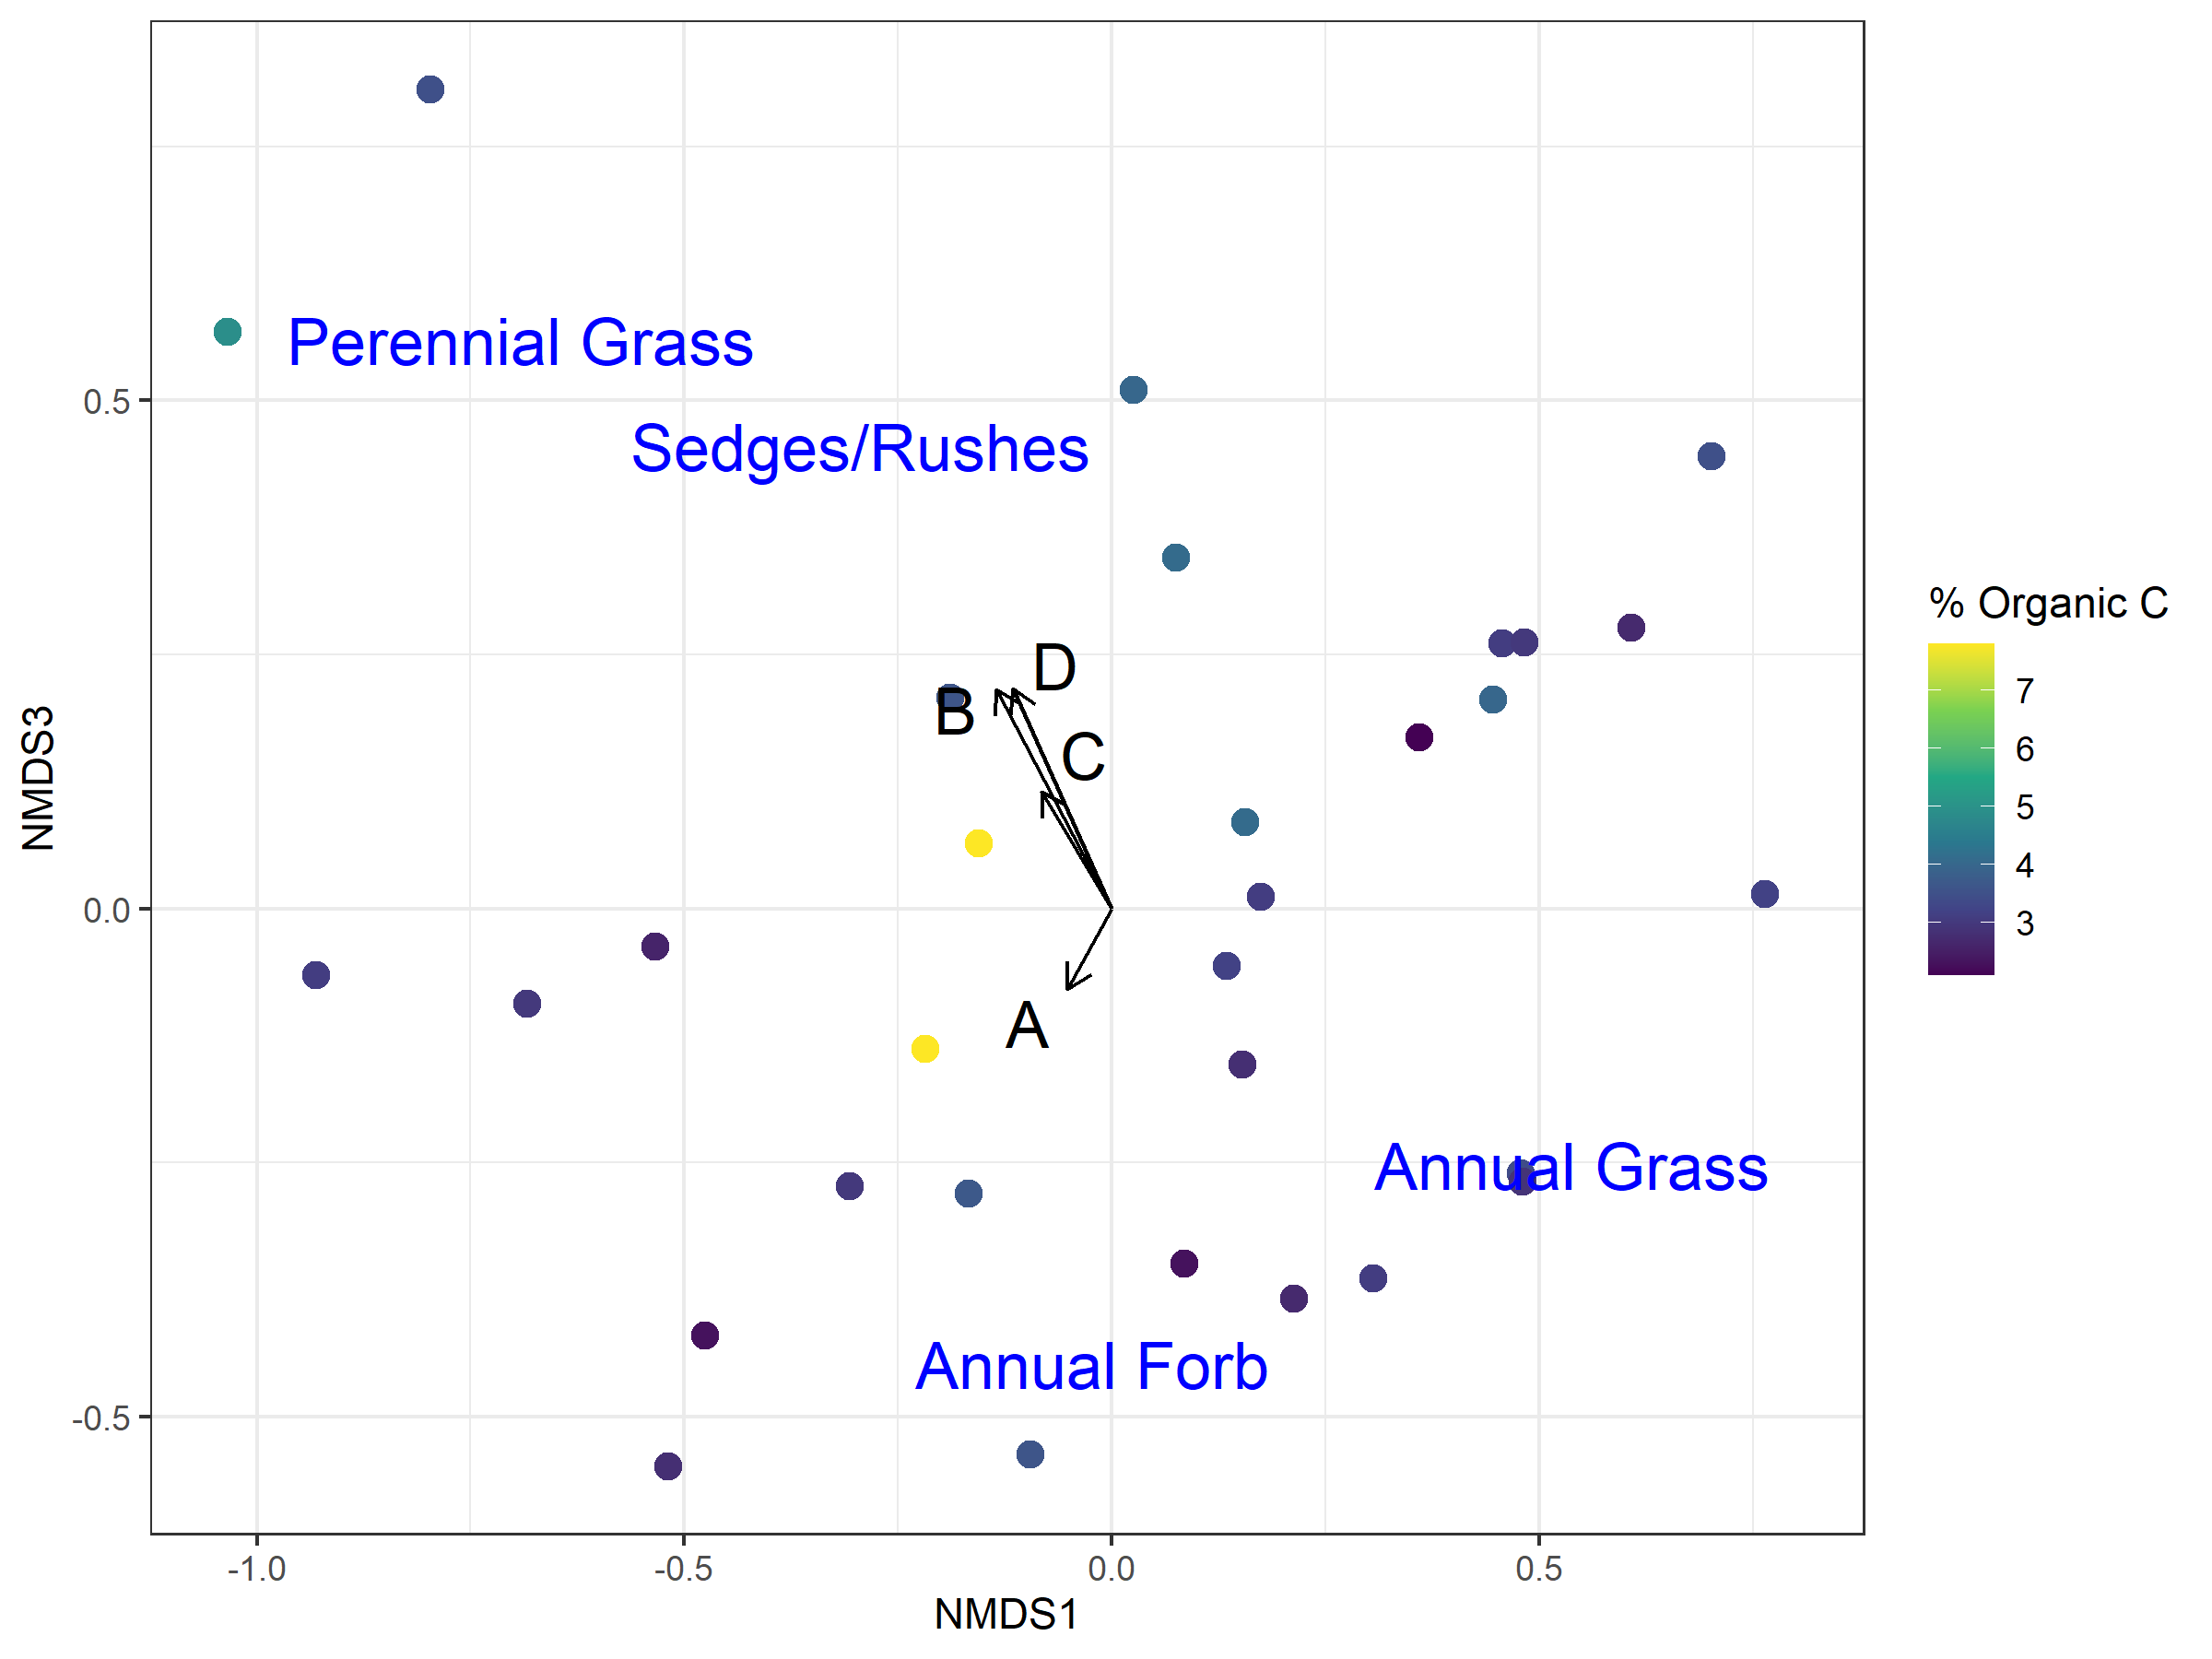 Perennial Grass
0.5
Sedges/Rushes
% Organic C
D
B
7
C
6
5
4
0.0
3
A
Annual Grass
Annual Forb
-0.5
-1.0 -0.5 0.0 0.5
NMDS1
NMDS3